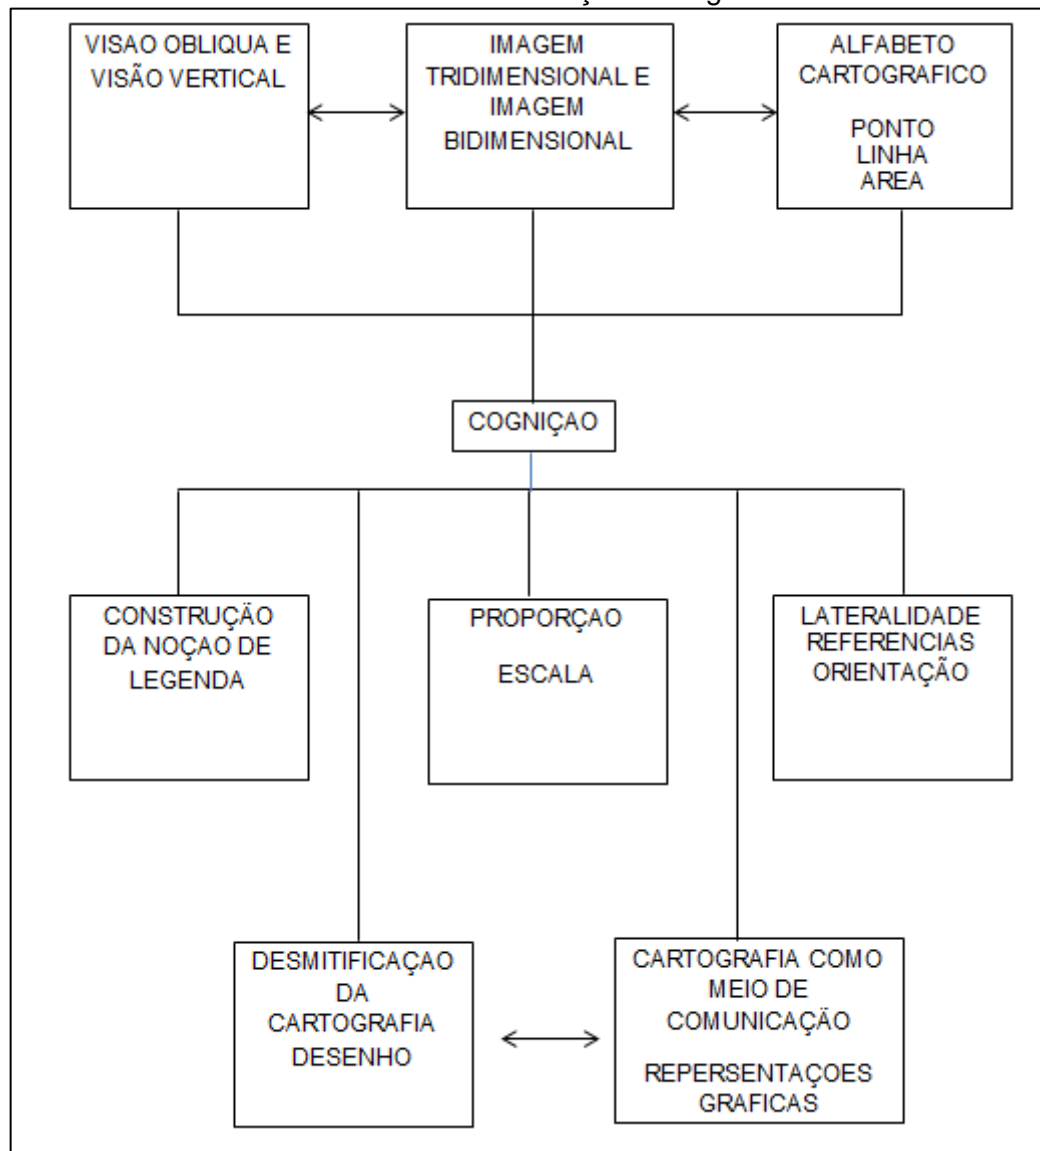 VISAO OBLIQUA E
VISÃO VERTICAL
IMAGEM
TRIDIMENSIONAL E
IMAGEM
BIDIMENSIONAL
ALFABETO
CARTOGRAFICO
PONTO
LINHA
AREA
COGNIÇAO
CONSTRUÇÃO
DA NOÇAO DE
LEGENDA
PROPORÇAO
ESCALA
LATERALIDADE
REFERENCIAS
ORIENTAÇÃO
DESMITIFICAÇAO
DA
CARTOGRAFIA
DESENHO
CARTOGRAFIA COMO
MEIO DE
COMUNICAÇÃO
REPERSENTAÇOES
GRAFICAS